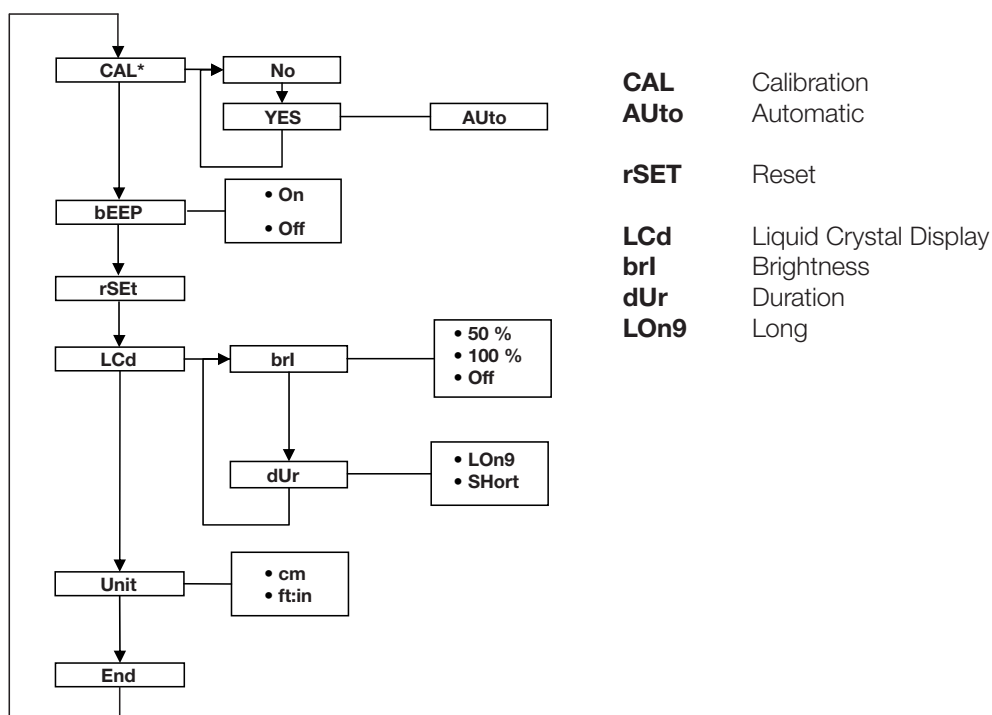 CAL*
No
YES
AUto
bEEP
• On
• Off
rSEt
LCd
brI
• 50 %
• 100 %
• Off
dUr
• LOn9
• SHort
Unit
• cm
• ft:in
End
CAL Calibration
AUto Automatic
rSET Reset
LCd Liquid Crystal Display
brI Brightness
dUr Duration
LOn9 Long